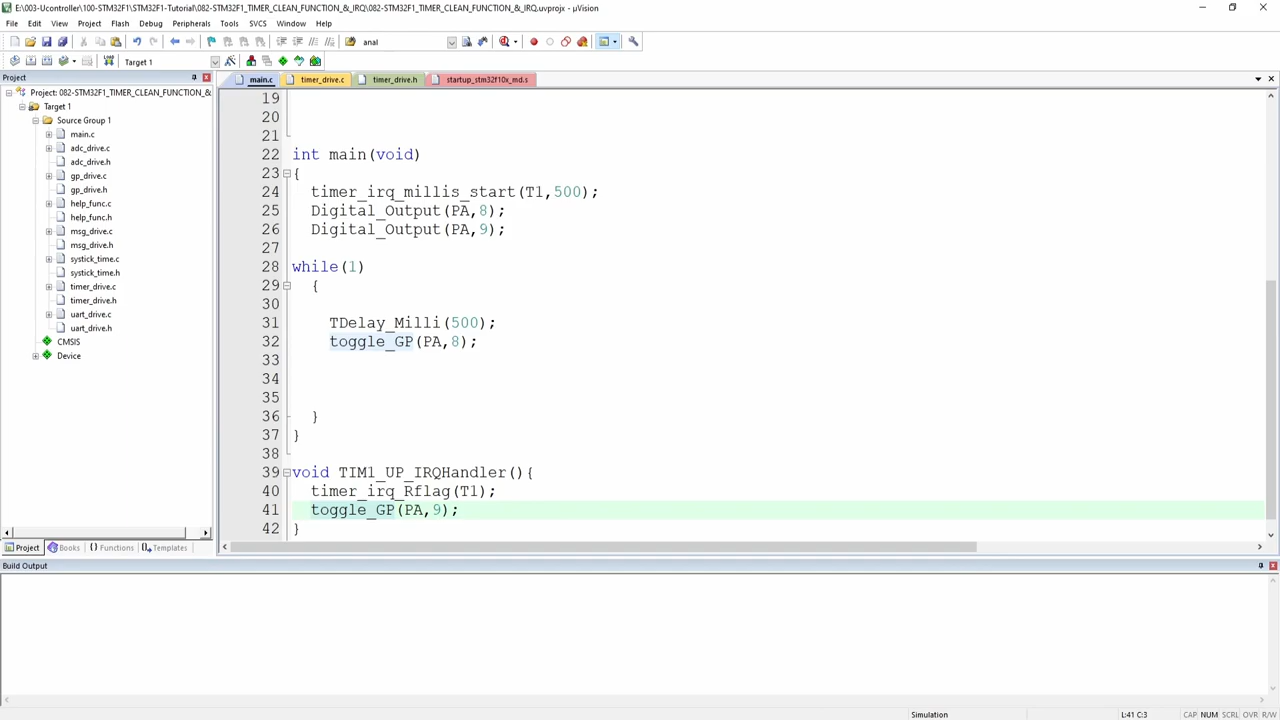 E:\003-Ucontroller\100-STM32F1\STM32F1-Tutorial\082-STM32F1_TIMER_CLEAN_FUNCTION_&_IRQ\082-STM32F1_TIMER_CLEAN_FUNCTION_&_IRQ.uvprojx - µVision
File Edit View Project Flash Debug Peripherals Tools SVCS Window Help
anal
LOAD Target 1
Project
main.c timer_drive.c timer_drive.h startup_stm32f10x_md.s
Project: 082-STM32F1_TIMER_CLEAN_FUNCTION_&
Target 1
Source Group 1
main.c
adc_drive.c
adc_drive.h
gp_drive.c
gp_drive.h
help_func.c
help_func.h
msg_drive.c
msg_drive.h
systick_time.c
systick_time.h
timer_drive.c
timer_drive.h
uart_drive.c
uart_drive.h
CMSIS
Device
19
20
21
22 int main(void)
23 {
24 timer_irq_millis_start(T1,500);
25 Digital_Output(PA,8);
26 Digital_Output(PA,9);
27
28 while(1)
29 {
30
31 TDelay_Milli(500);
32 toggle_GP(PA,8);
33
34
35
36 }
37 }
38
39 void TIM1_UP_IRQHandler(){
40 timer_irq_Rflag(T1);
41 toggle_GP(PA,9);
42 }
Project Books {} Functions Templates
Build Output
Simulation L:41 C:3 CAP NUM SCRL OVR R/W